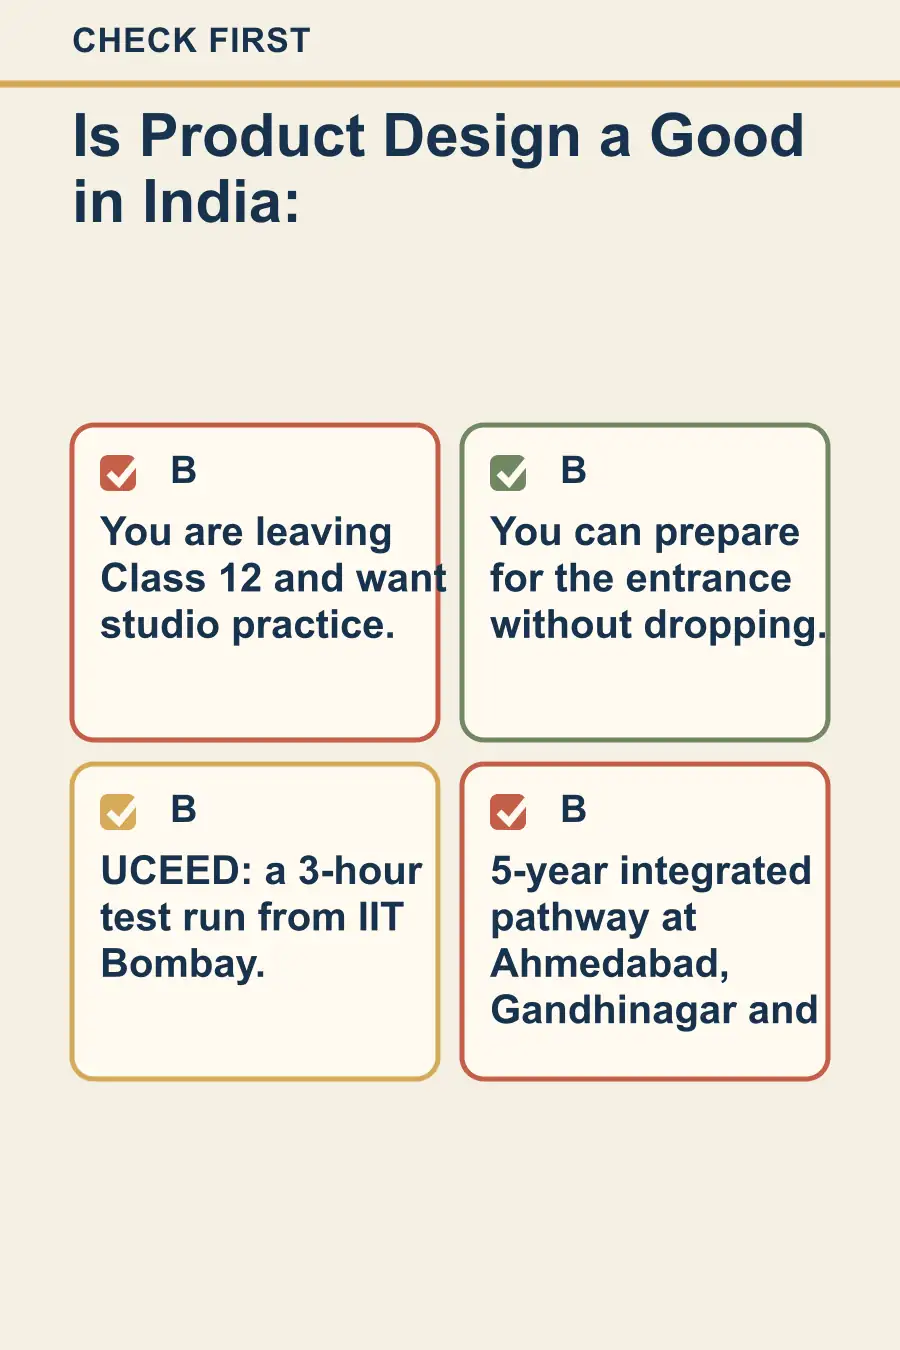 CHECK FIRST
Is Product Design a Good
in India:
B
You are leaving
Class 12 and want
studio practice.
B
You can prepare
for the entrance
without dropping.
B
UCEED: a 3-hour
test run from IIT
Bombay.
B
5-year integrated
pathway at
Ahmedabad,
Gandhinagar and